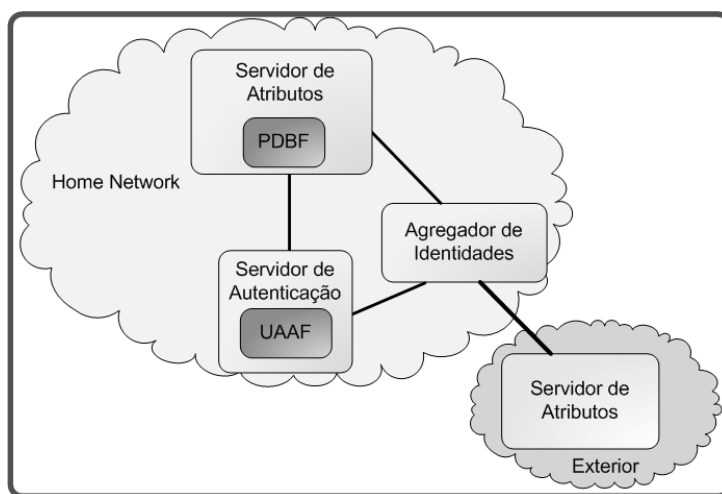 Servidor de
Atributos
PDBF
Home Network
Agregador de
Identidades
Servidor de
Autenticação
UAAF
Servidor de
Atributos
Exterior